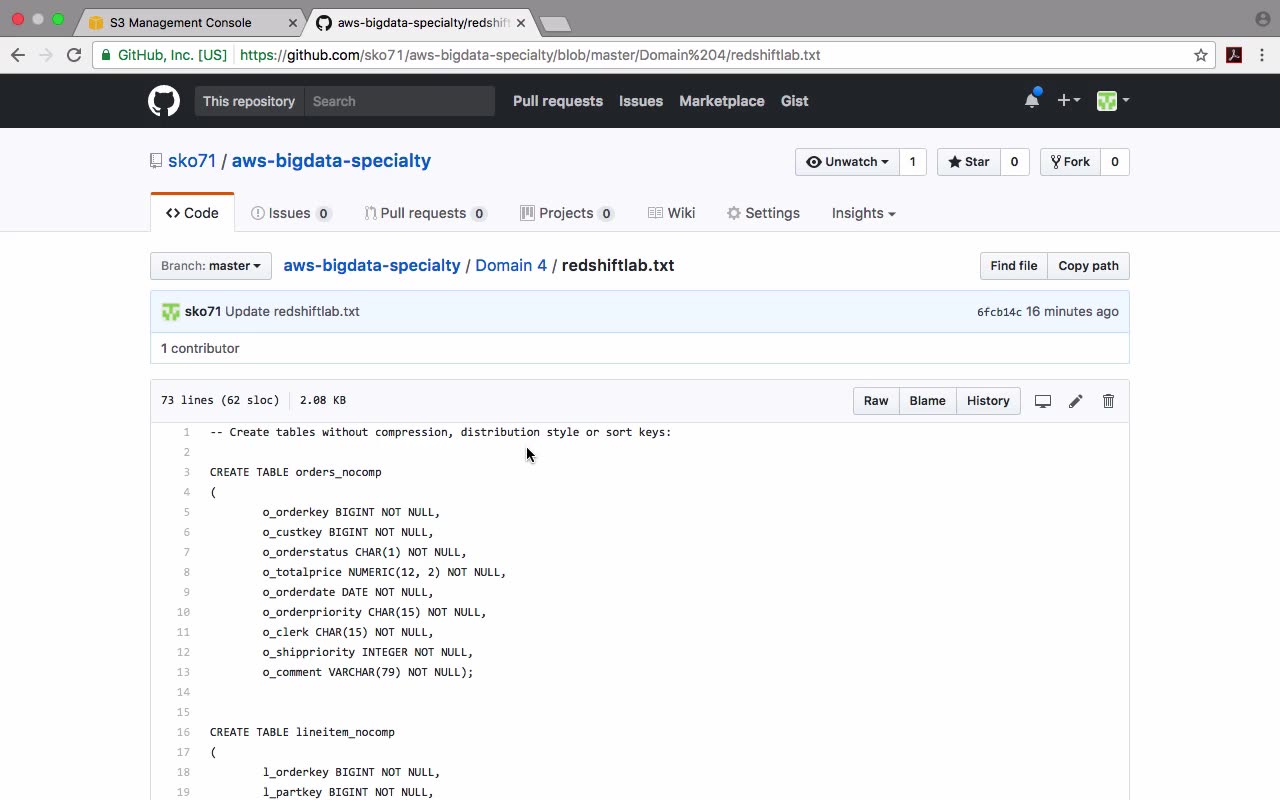 S3 Management Console
aws-bigdata-specialty/redshift
GitHub, Inc. [US] https://github.com/sko71/aws-bigdata-specialty/blob/master/Domain%204/redshiftlab.txt
This repository Search Pull requests Issues Marketplace Gist
sko71 / aws-bigdata-specialty
Unwatch 1 Star 0 Fork 0
<> Code Issues 0 Pull requests 0 Projects 0 Wiki Settings Insights
Branch: master aws-bigdata-specialty / Domain 4 / redshiftlab.txt Find file Copy path
sko71 Update redshiftlab.txt 6fcb14c 16 minutes ago
1 contributor
73 lines (62 sloc) 2.08 KB Raw Blame History
1 -- Create tables without compression, distribution style or sort keys:
2
3 CREATE TABLE orders_nocomp
4 (
5 o_orderkey BIGINT NOT NULL,
6 o_custkey BIGINT NOT NULL,
7 o_orderstatus CHAR(1) NOT NULL,
8 o_totalprice NUMERIC(12, 2) NOT NULL,
9 o_orderdate DATE NOT NULL,
10 o_orderpriority CHAR(15) NOT NULL,
11 o_clerk CHAR(15) NOT NULL,
12 o_shippriority INTEGER NOT NULL,
13 o_comment VARCHAR(79) NOT NULL);
14
15
16 CREATE TABLE lineitem_nocomp
17 (
18 l_orderkey BIGINT NOT NULL,
19 l_partkey BIGINT NOT NULL,